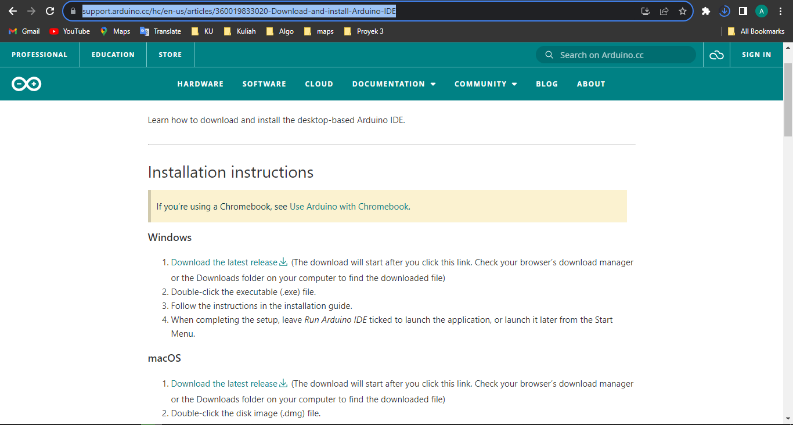 support.arduino.cc/hc/en-us/articles/360019833020-Download-and-install-Arduino-IDE
Gmail YouTube Maps Translate KU Kuliah Algo maps Proyek 3 All Bookmarks
PROFESSIONAL EDUCATION STORE Search on Arduino.cc SIGN IN
HARDWARE SOFTWARE CLOUD DOCUMENTATION COMMUNITY BLOG ABOUT
Learn how to download and install the desktop-based Arduino IDE.
Installation instructions
If you're using a Chromebook, see Use Arduino with Chromebook.
Windows
1. Download the latest release (The download will start after you click this link. Check your browser's download manager
or the Downloads folder on your computer to find the downloaded file)
2. Double-click the executable (.exe) file.
3. Follow the instructions in the installation guide.
4. When completing the setup, leave Run Arduino IDE ticked to launch the application, or launch it later from the Start
Menu.
macOS
1. Download the latest release (The download will start after you click this link. Check your browser's download manager
or the Downloads folder on your computer to find the downloaded file)
2. Double-click the disk image (.dmg) file.